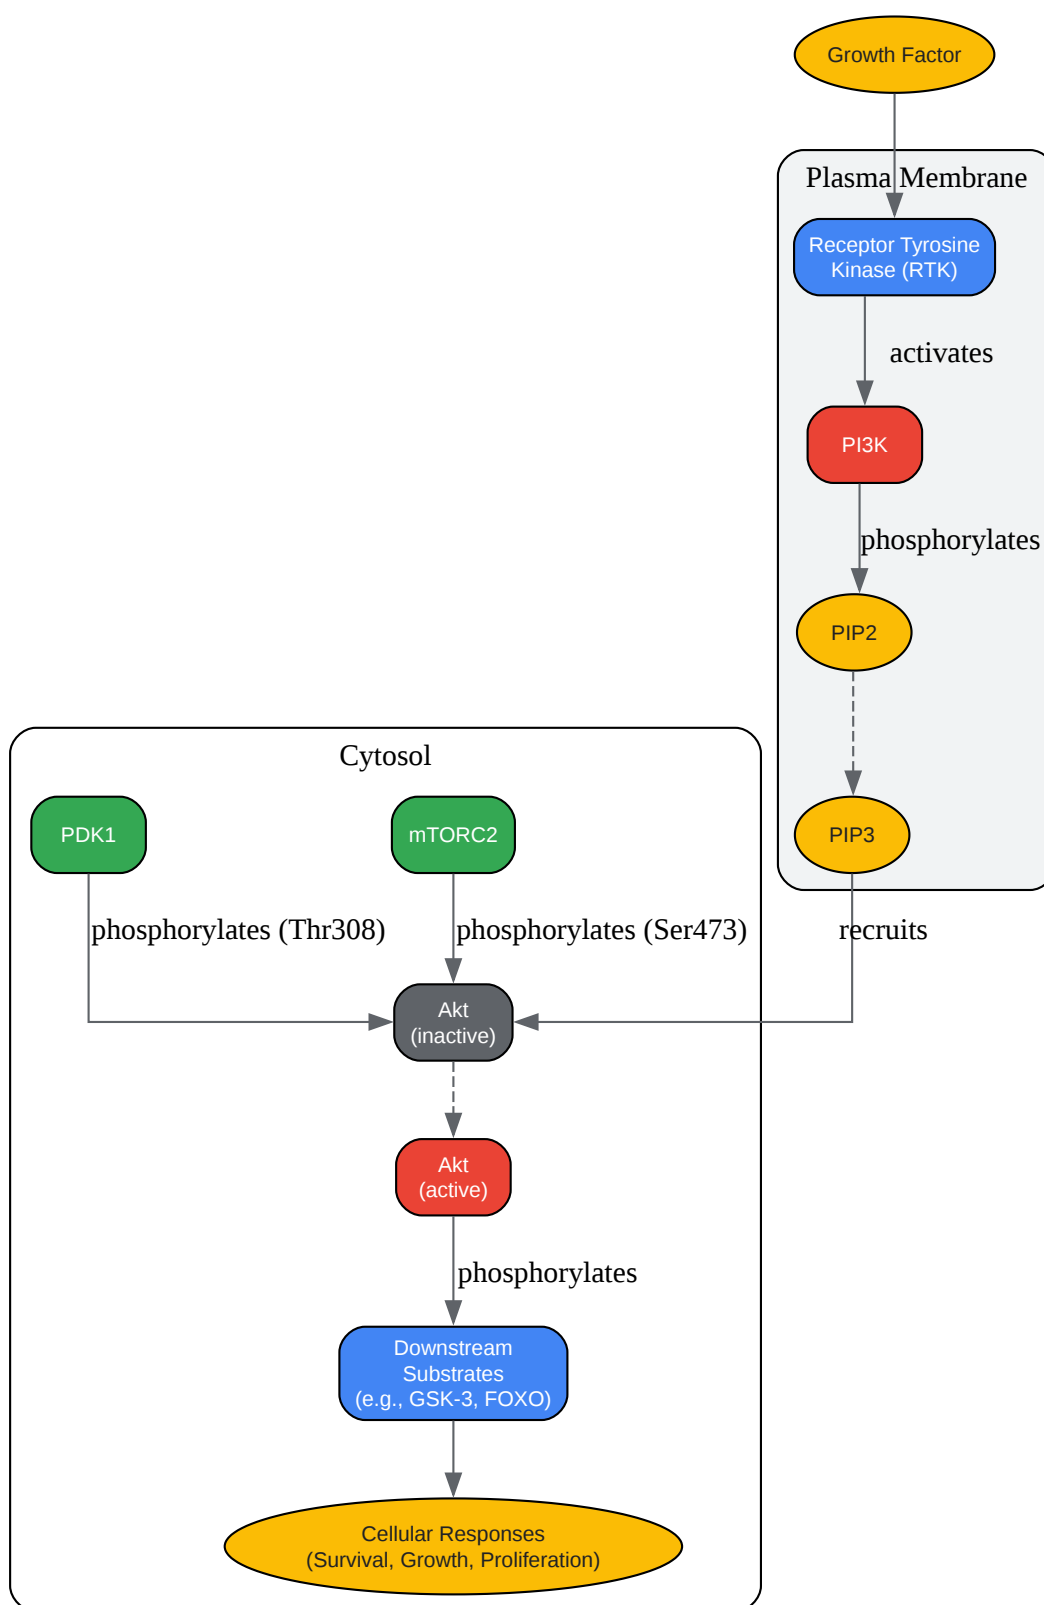 Growth Factor
Plasma Membrane
Receptor Tyrosine
Kinase (RTK)
activates
PI3K
phosphorylates
PIP2
Cytosol
PDK1
mTORC2
PIP3
phosphorylates (Thr308)
phosphorylates (Ser473)
recruits
Akt
(inactive)
Akt
(active)
phosphorylates
Downstream
Substrates
(e.g., GSK-3, FOXO)
Cellular Responses
(Survival, Growth, Proliferation)